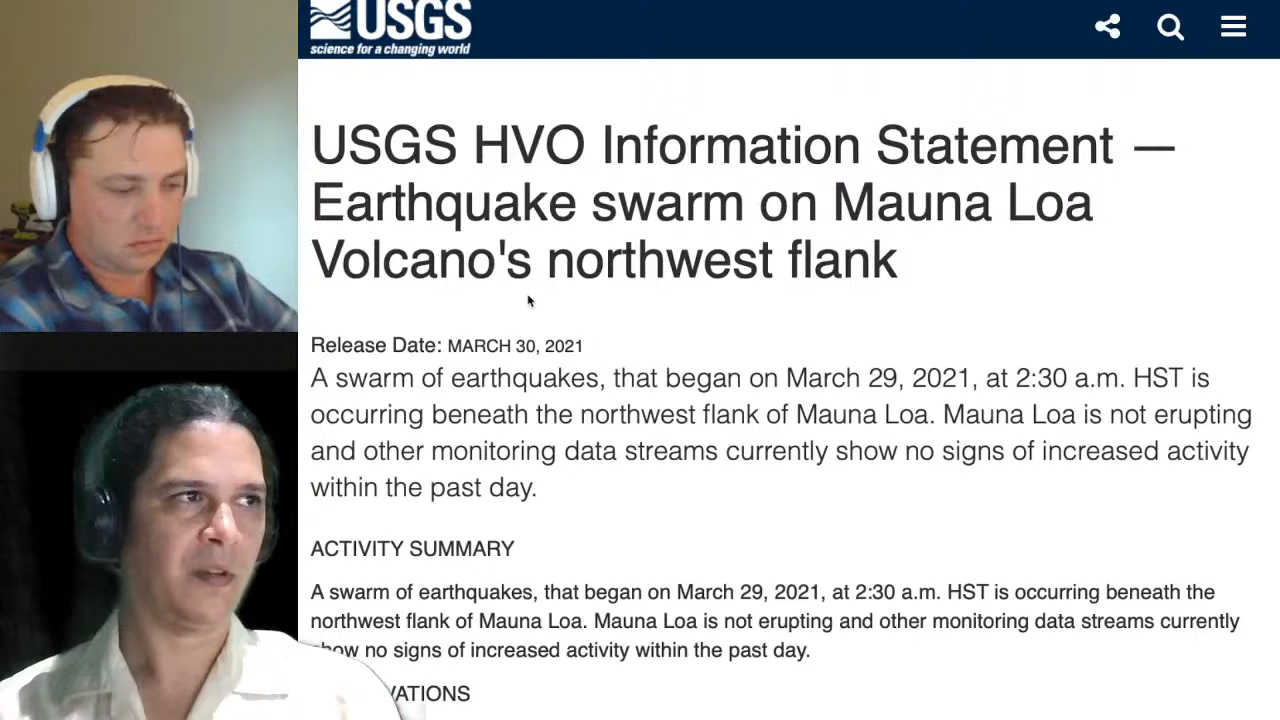 USGS
science for a changing world
USGS HVO Information Statement —
Earthquake swarm on Mauna Loa
Volcano's northwest flank
Release Date: MARCH 30, 2021
A swarm of earthquakes, that began on March 29, 2021, at 2:30 a.m. HST is
occurring beneath the northwest flank of Mauna Loa. Mauna Loa is not erupting
and other monitoring data streams currently show no signs of increased activity
within the past day.
ACTIVITY SUMMARY
A swarm of earthquakes, that began on March 29, 2021, at 2:30 a.m. HST is occurring beneath the
northwest flank of Mauna Loa. Mauna Loa is not erupting and other monitoring data streams currently
show no signs of increased activity within the past day.
VATIONS